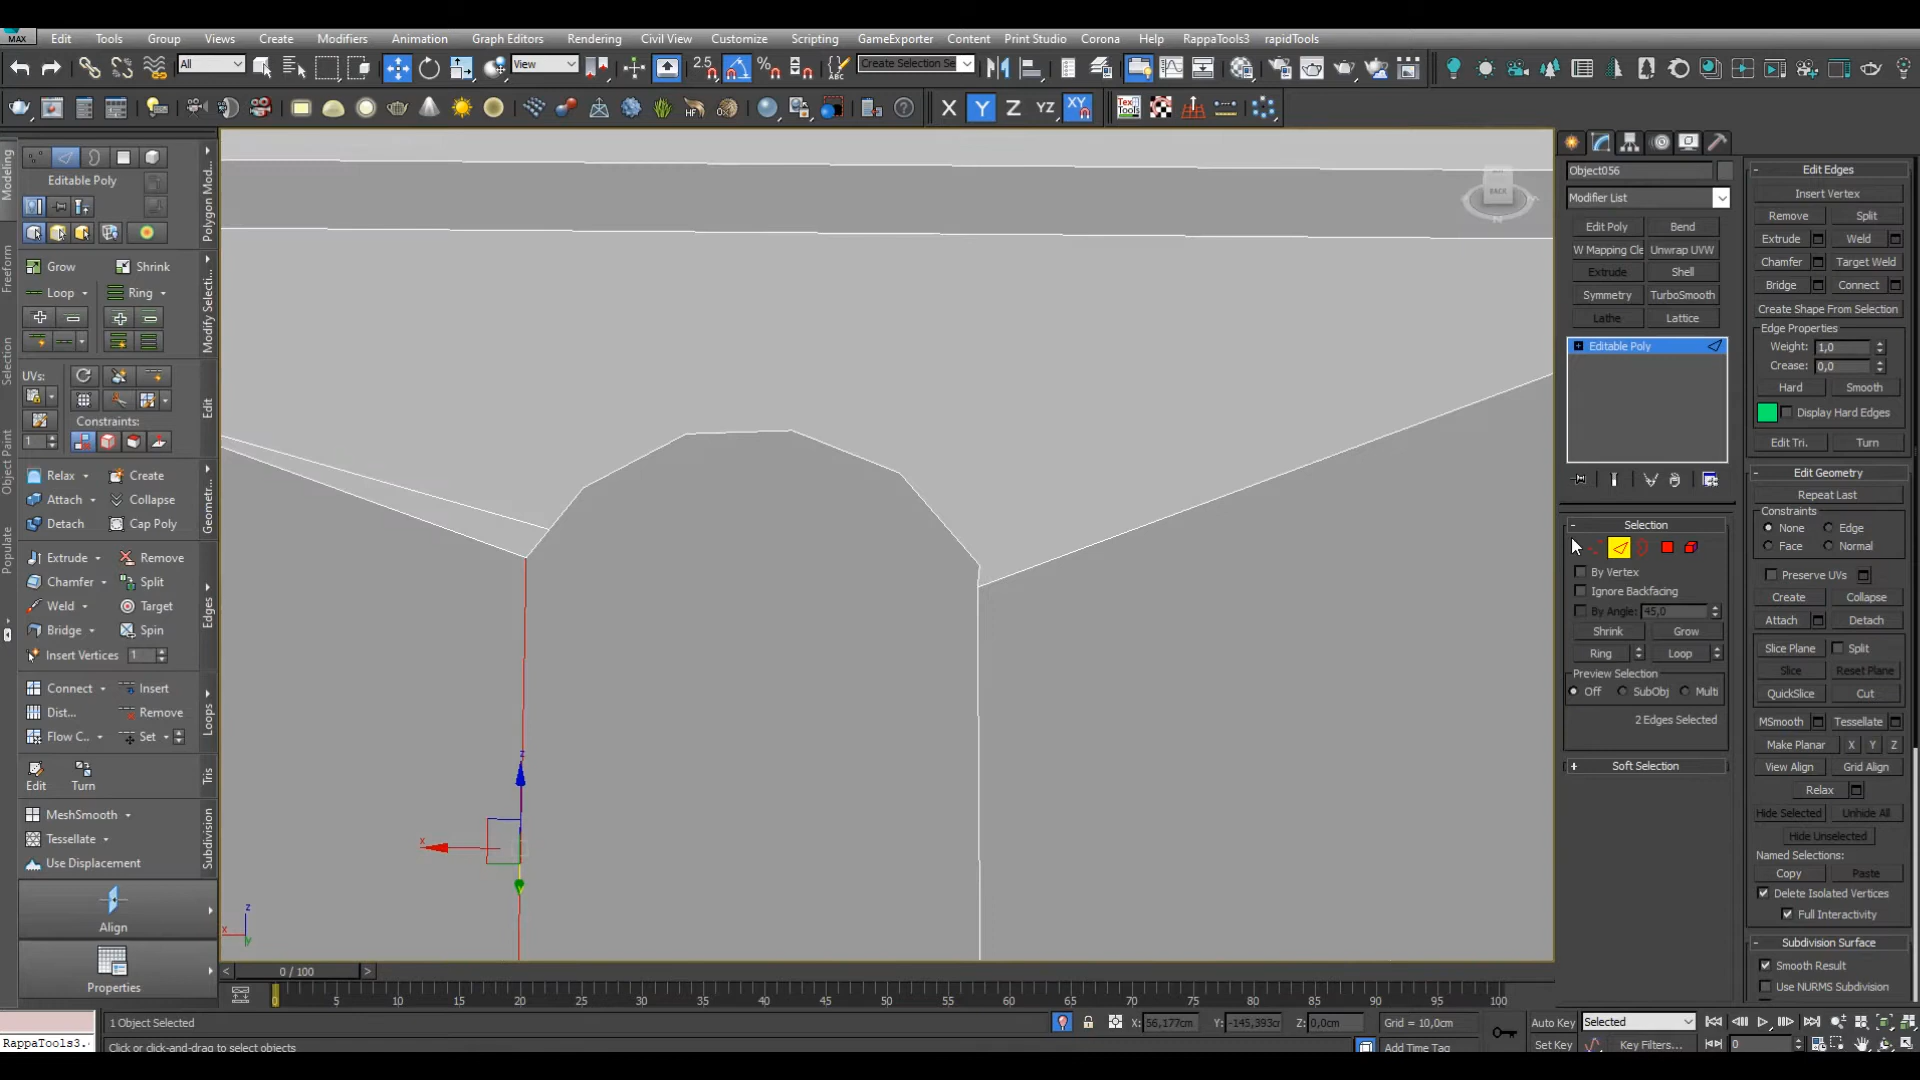 MAX Edit Tools Group Views Create Modifiers Animation Graph Editors Rendering Civil View Customize Scripting GameExporter Content Print Studio Corona Help RappaTools3 rapidTools
All View 2.5 Create Selection Se
X Y Z YZ XY Tex Tools
Editable Poly
Grow Shrink
Loop Ring
UVs:
Constraints:
1
Relax Create
Attach Collapse
Detach Cap Poly
Extrude Remove
Chamfer Split
Weld Target
Bridge Spin
Insert Vertices 1
Connect Insert
Dist... Remove
Flow C.. Set
Edit Turn
MeshSmooth
Tessellate
Use Displacement
Align
Properties
Modeling
Freeform
Selection
Object Paint
Populate
Polygon Mod...
Modify Selecti...
Edit
Geometr...
Edges
Loops
Tris
Subdivision
BACK
z
x
z
x
y
Object056
Modifier List
Edit Poly Bend
W Mapping Cle Unwrap UVW
Extrude Shell
Symmetry TurboSmooth
Lathe Lattice
Editable Poly
Selection
By Vertex
Ignore Backfacing
By Angle: 45,0
Shrink Grow
Ring Loop
Preview Selection
Off SubObj Multi
2 Edges Selected
Soft Selection
Edit Edges
Insert Vertex
Remove Split
Extrude Weld
Chamfer Target Weld
Bridge Connect
Create Shape From Selection
Edge Properties
Weight: 1,0
Crease: 0,0
Hard Smooth
Display Hard Edges
Edit Tri. Turn
Edit Geometry
Repeat Last
Constraints
None Edge
Face Normal
Preserve UVs
Create Collapse
Attach Detach
Slice Plane Split
Slice Reset Plane
QuickSlice Cut
MSmooth Tessellate
Make Planar X Y Z
View Align Grid Align
Relax
Hide Selected Unhide All
Hide Unselected
Named Selections:
Copy Paste
Delete Isolated Vertices
Full Interactivity
Subdivision Surface
Smooth Result
Use NURMS Subdivision
< 0 / 100 >
0 5 10 15 20 25 30 35 40 45 50 55 60 65 70 75 80 85 90 95 100
1 Object Selected X: 56,177cm Y: -145,393cm Z: 0,0cm Grid = 10,0cm Auto Key Selected
RappaTools3. Click or click-and-drag to select objects Add Time Tag Set Key Key Filters... 0